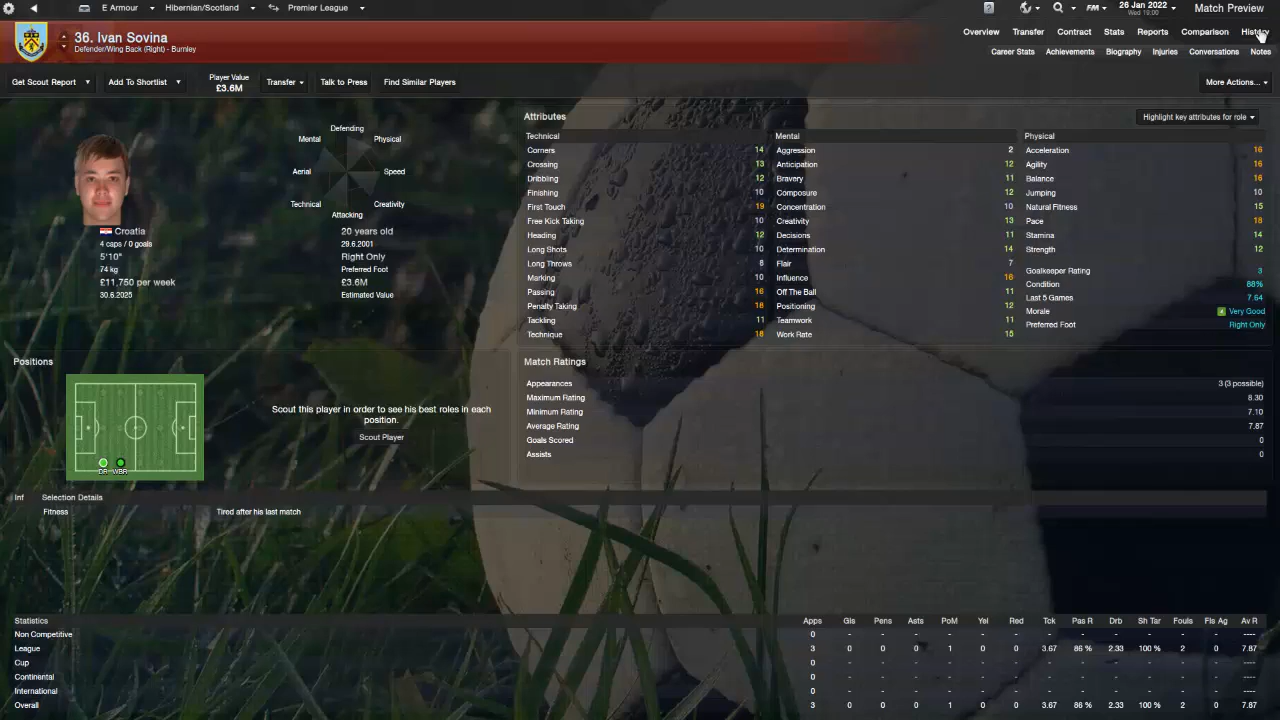 E Armour Hibernian/Scotland Premier League ? FM 26 Jan 2022 Wed 19:00 Match Preview
36. Ivan Sovina
Defender/Wing Back (Right) - Burnley
Overview Transfer Contract Stats Reports Comparison History
Career Stats Achievements Biography Injuries Conversations Notes
Get Scout Report Add To Shortlist Player Value £3.6M Transfer Talk to Press Find Similar Players More Actions...
Defending
Mental Physical
Aerial Speed
Technical Creativity
Attacking
Croatia
4 caps / 0 goals
5'10"
74 kg
£11,750 per week
30.6.2025
20 years old
29.6.2001
Right Only
Preferred Foot
£3.6M
Estimated Value
Attributes Highlight key attributes for role
Technical Mental Physical
Corners 14 Aggression 2 Acceleration 16
Crossing 13 Anticipation 12 Agility 16
Dribbling 12 Bravery 11 Balance 16
Finishing 10 Composure 12 Jumping 10
First Touch 19 Concentration 10 Natural Fitness 15
Free Kick Taking 10 Creativity 13 Pace 18
Heading 12 Decisions 11 Stamina 14
Long Shots 10 Determination 14 Strength 12
Long Throws Flair 7
Marking 10 Influence 16 Goalkeeper Rating 3
Passing 16 Off The Ball 11 Condition 88%
Penalty Taking 18 Positioning 12 Last 5 Games 7.64
Tackling 11 Teamwork 11 Morale Very Good
Technique 18 Work Rate 15 Preferred Foot Right Only
Positions
DR WBR
Scout this player in order to see his best roles in each
position.
Scout Player
Match Ratings
Appearances 3 (3 possible)
Maximum Rating 8.30
Minimum Rating 7.10
Average Rating 7.87
Goals Scored 0
Assists 0
Inf Selection Details
Fitness Tired after his last match
Statistics Apps Gls Pens Asts PoM Yel Red Tck Pas R Drb Sh Tar Fouls Fls Ag Av R
Non Competitive 0 - - - - - - - - - - - - ----
League 3 0 0 0 1 0 0 3.67 86 % 2.33 100 % 2 0 7.87
Cup 0 - - - - - - - - - - - - ----
Continental 0 - - - - - - - - - - - - ----
International 0 - - - - - - - - - - - - ----
Overall 3 0 0 0 1 0 0 3.67 86 % 2.33 100 % 2 0 7.87